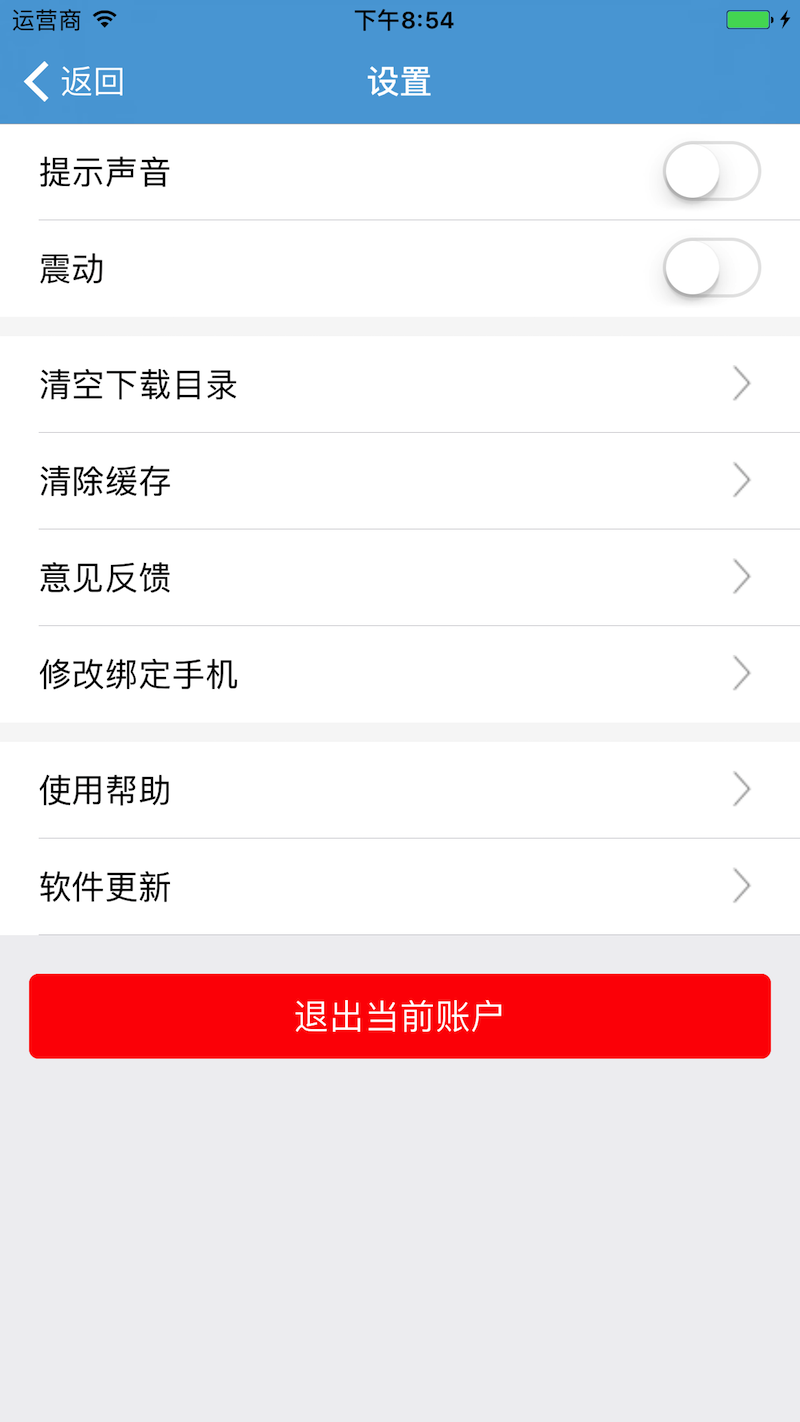 运营商 下午8:54
返回 设置
提示声音
震动
清空下载目录
清除缓存
意见反馈
修改绑定手机
使用帮助
软件更新
退出当前账户